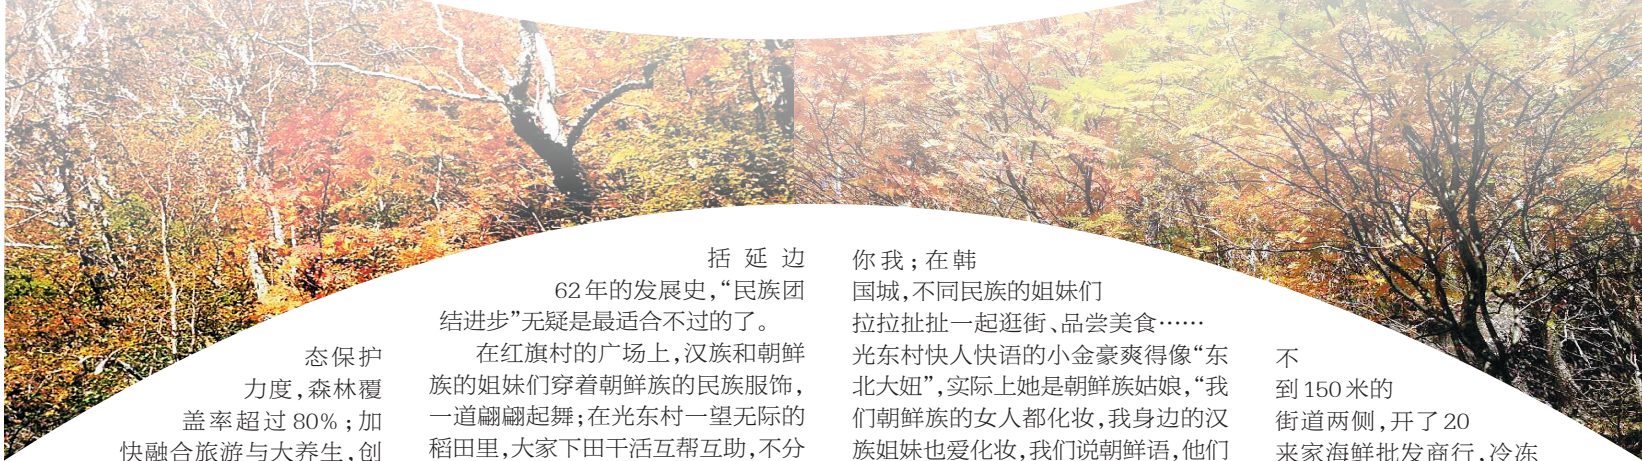 态保护
力度，森林覆
盖率超过80%；加
快融合旅游与大养生，创
括延边
62年的发展史，“民族团
结进步”无疑是最适合不过的了。
在红旗村的广场上，汉族和朝鲜
族的姐妹们穿着朝鲜族的民族服饰，
一道翩翩起舞；在光东村一望无际的
稻田里，大家下田干活互帮互助，不分
你我；在韩
国城，不同民族的姐妹们
拉拉扯扯一起逛街、品尝美食……
光东村快人快语的小金豪爽得像“东
北大妞”，实际上她是朝鲜族姑娘，“我
们朝鲜族的女人都化妆，我身边的汉
族姐妹也爱化妆，我们说朝鲜语，他们
不
到150米的
街道两侧，开了20
来家海鲜批发商行，冷冻